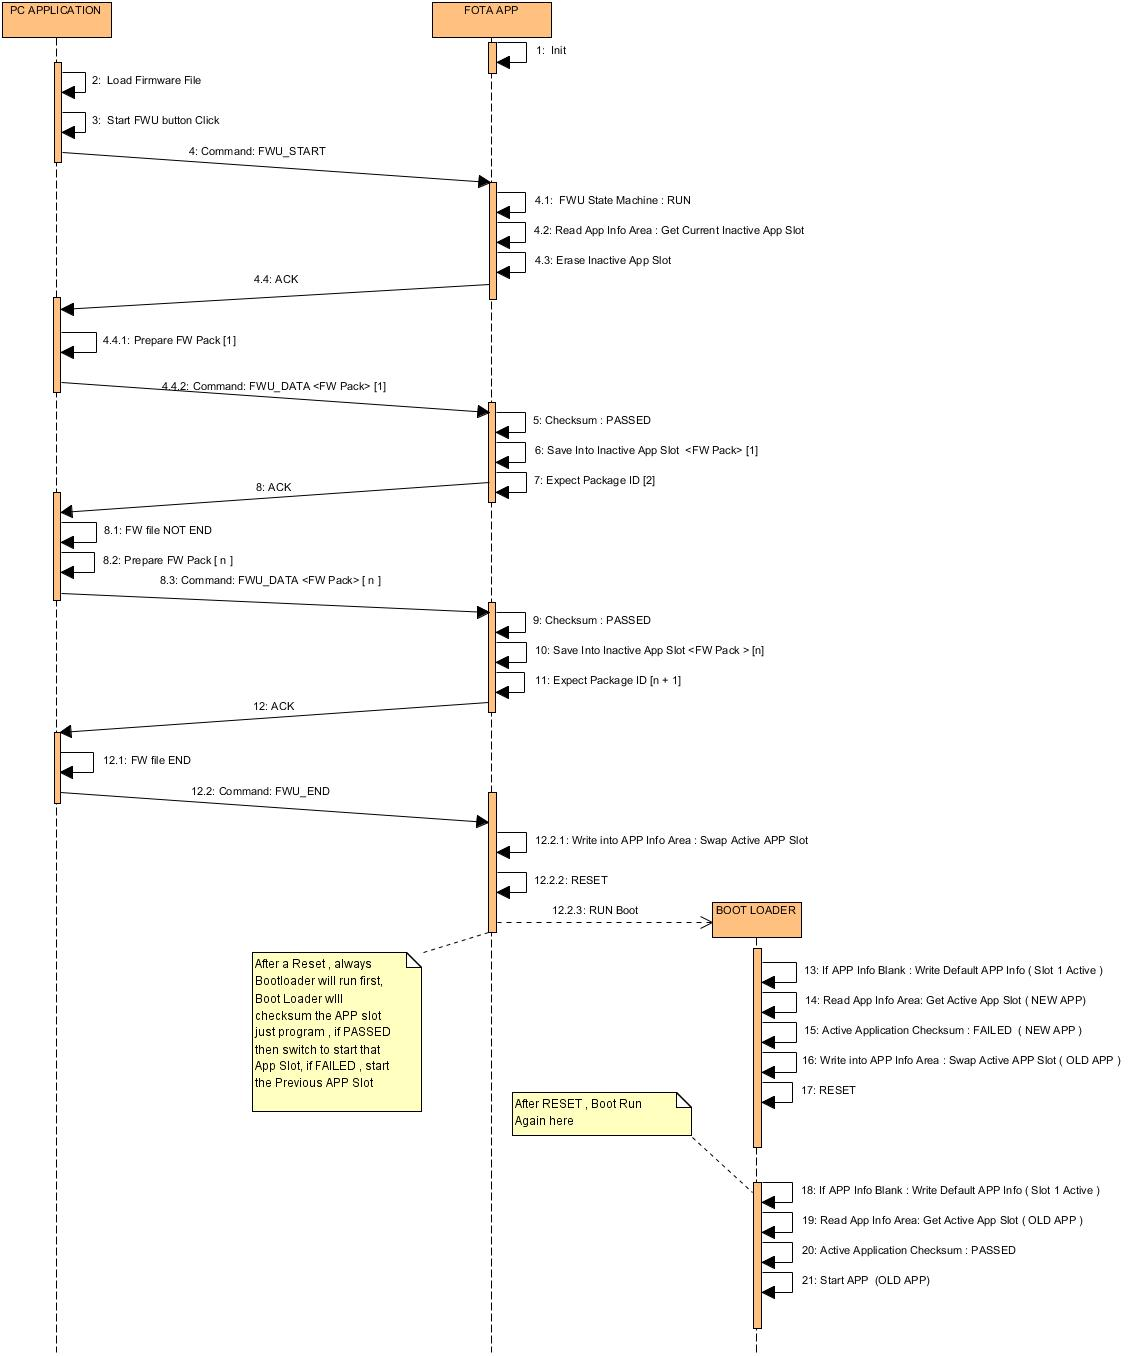 PC APPLICATION
FOTA APP
1:  Init
2:  Load Firmware File
3:  Start FWU button Click
4: Command: FWU_START
4.1:  FWU State Machine : RUN
4.2: Read App Info Area : Get Current Inactive App Slot
4.3: Erase Inactive App Slot
4.4: ACK
4.4.1: Prepare FW Pack [1]
4.4.2: Command: FWU_DATA <FW Pack> [1]
5: Checksum : PASSED
6: Save Into Inactive App Slot  <FW Pack> [1]
7: Expect Package ID [2]
8: ACK
8.1: FW file NOT END
8.2: Prepare FW Pack [ n ]
8.3: Command: FWU_DATA <FW Pack> [ n ]
9: Checksum : PASSED
10: Save Into Inactive App Slot <FW Pack > [n]
11: Expect Package ID [n + 1]
12: ACK
12.1: FW file END
12.2: Command: FWU_END
12.2.1: Write into APP Info Area : Swap Active APP Slot
12.2.2: RESET
12.2.3: RUN Boot
BOOT LOADER
After a Reset , always
Bootloader will run first,
Boot Loader will
checksum the APP slot
just program , if PASSED
then switch to start that
App Slot, if FAILED , start
the Previous APP Slot
13: If APP Info Blank : Write Default APP Info ( Slot 1 Active )
14: Read App Info Area: Get Active App Slot ( NEW APP)
15: Active Application Checksum : FAILED  ( NEW APP )
16: Write into APP Info Area : Swap Active APP Slot ( OLD APP )
17: RESET
After RESET , Boot Run
Again here
18: If APP Info Blank : Write Default APP Info ( Slot 1 Active )
19: Read App Info Area: Get Active App Slot ( OLD APP )
20: Active Application Checksum : PASSED
21: Start APP  (OLD APP)